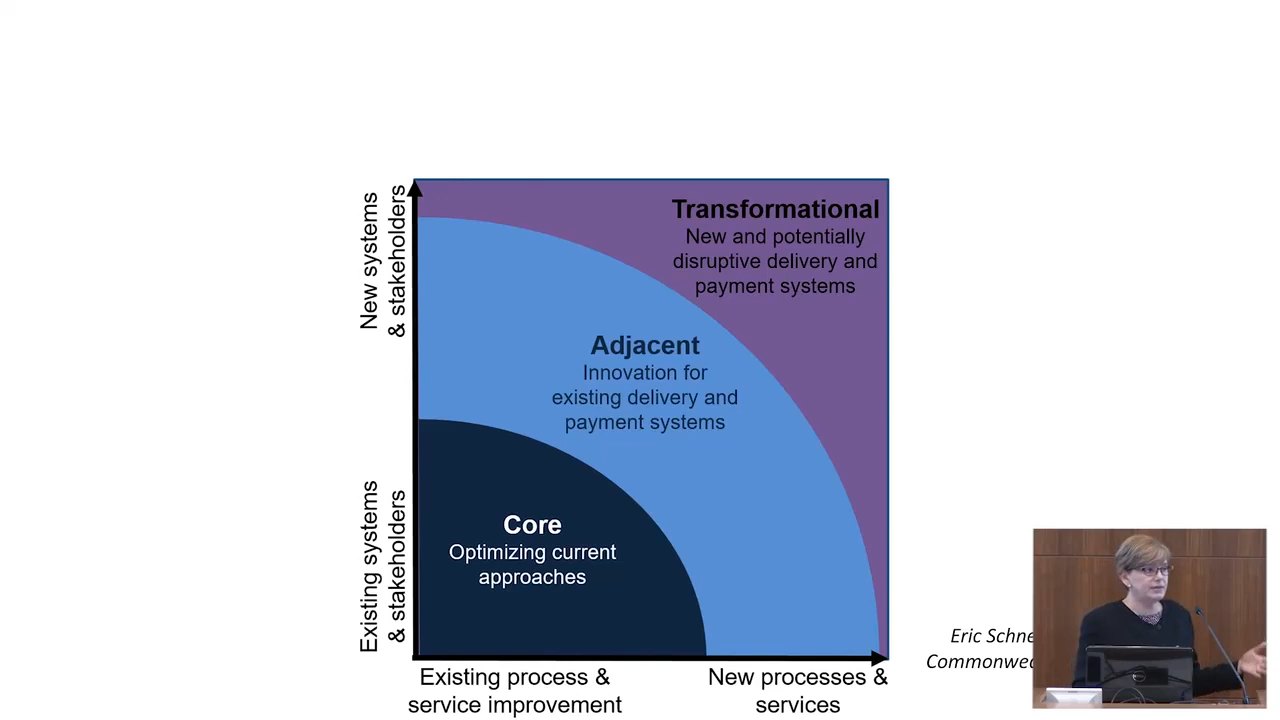 New systems
& stakeholders
Existing systems
& stakeholders
Transformational
New and potentially
disruptive delivery and
payment systems
Adjacent
Innovation for
existing delivery and
payment systems
Core
Optimizing current
approaches
Existing process &
service improvement
New processes &
services
Eric